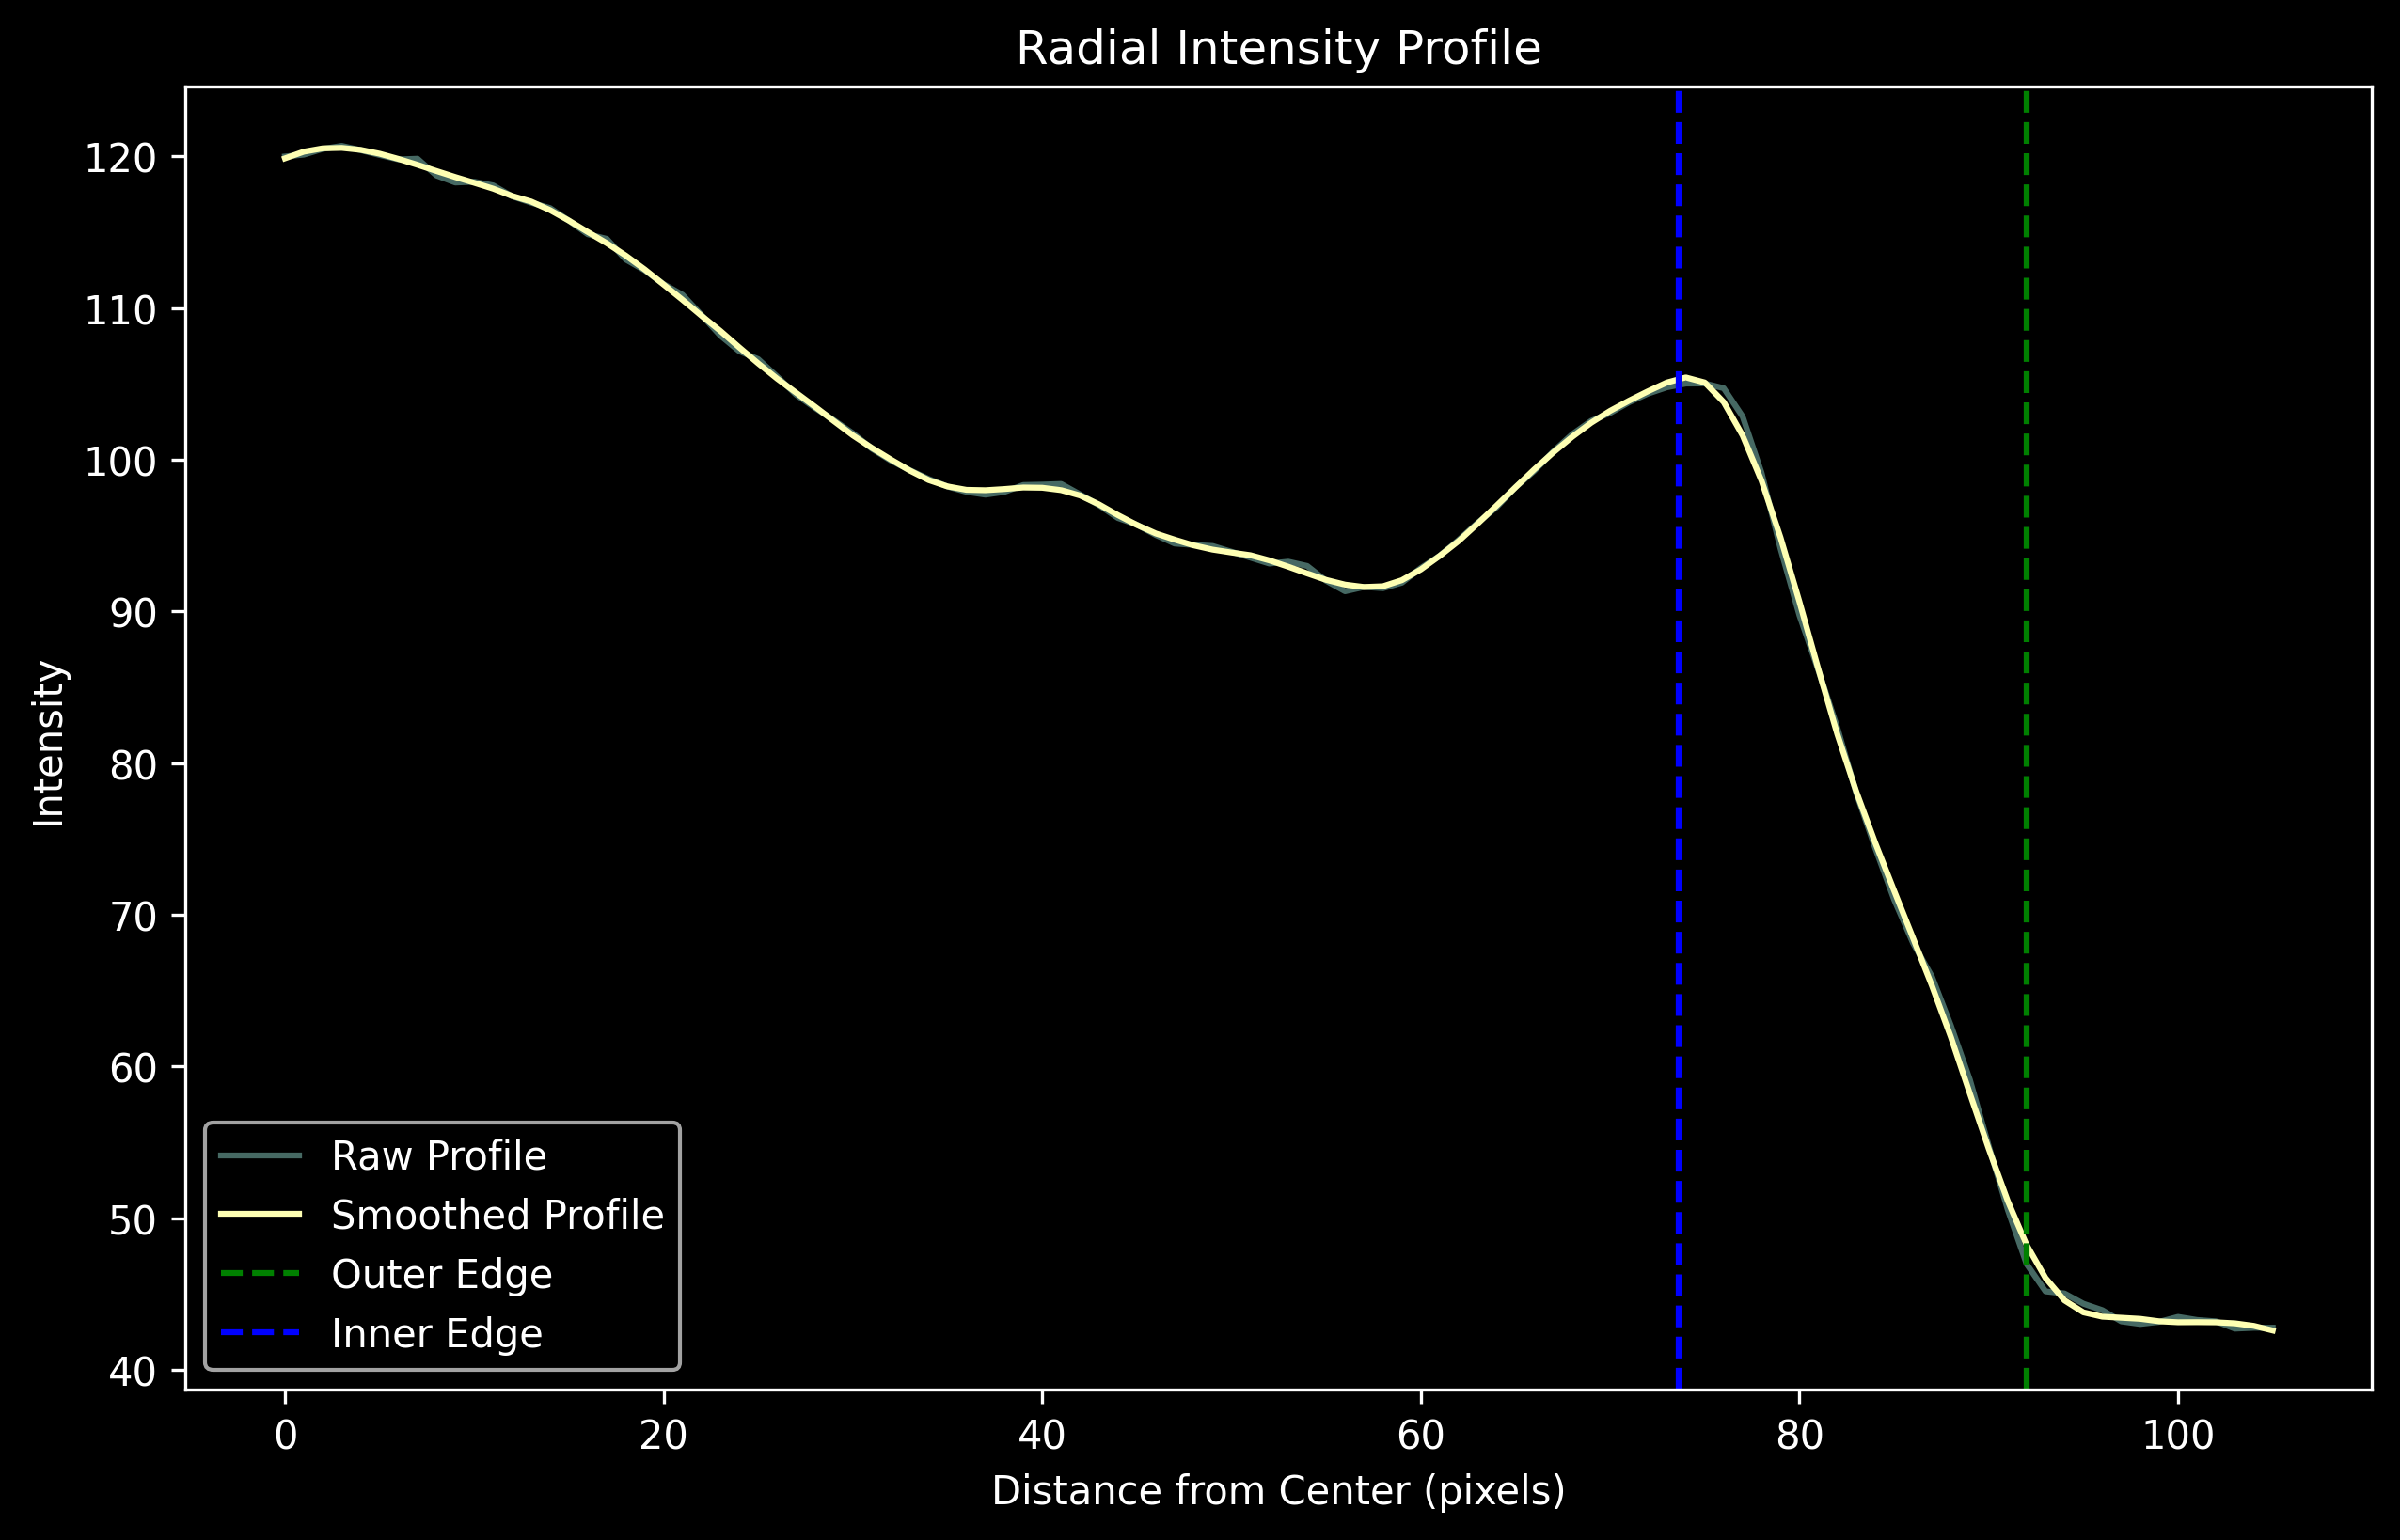 Radial Intensity Profile
120
110
100
90
80
70
60
50
40
Intensity
Raw Profile
Smoothed Profile
Outer Edge
Inner Edge
0 20 40 60 80 100
Distance from Center (pixels)